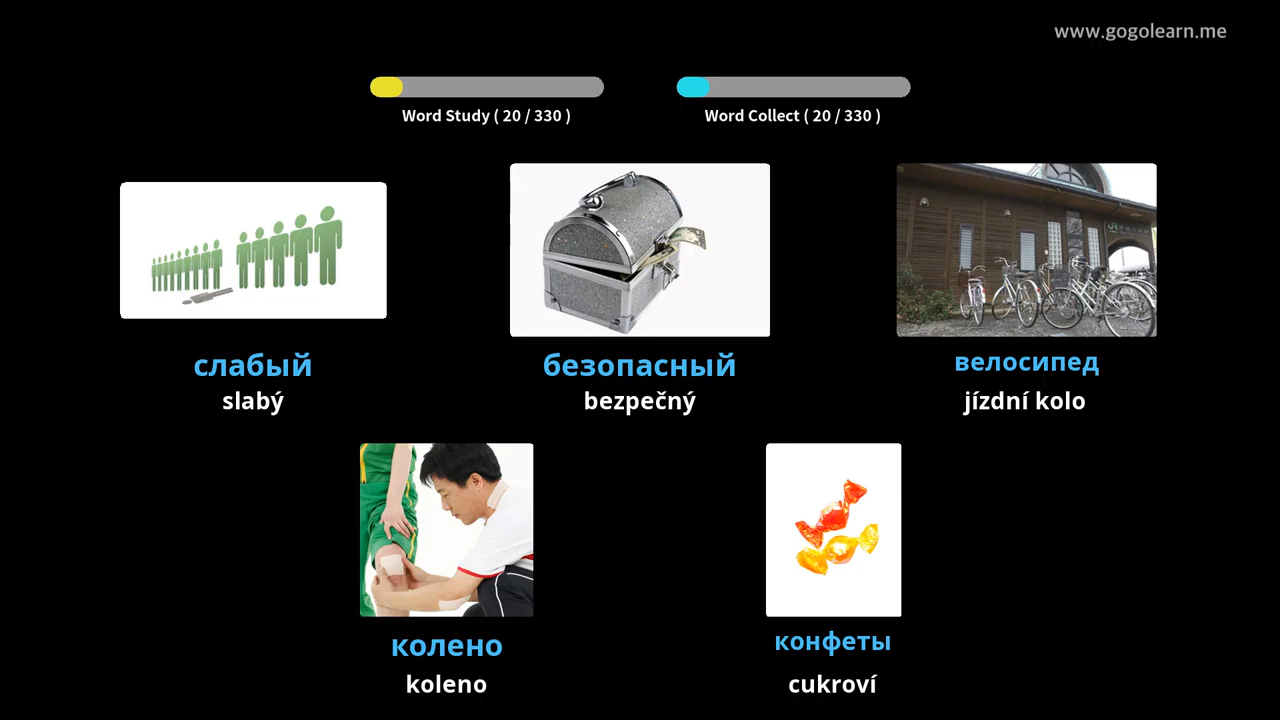 www.gogolearn.me
Word Study ( 20 / 330 )
Word Collect ( 20 / 330 )
слабый
slabý
безопасный
bezpečný
велосипед
jízdní kolo
колено
koleno
конфеты
cukroví